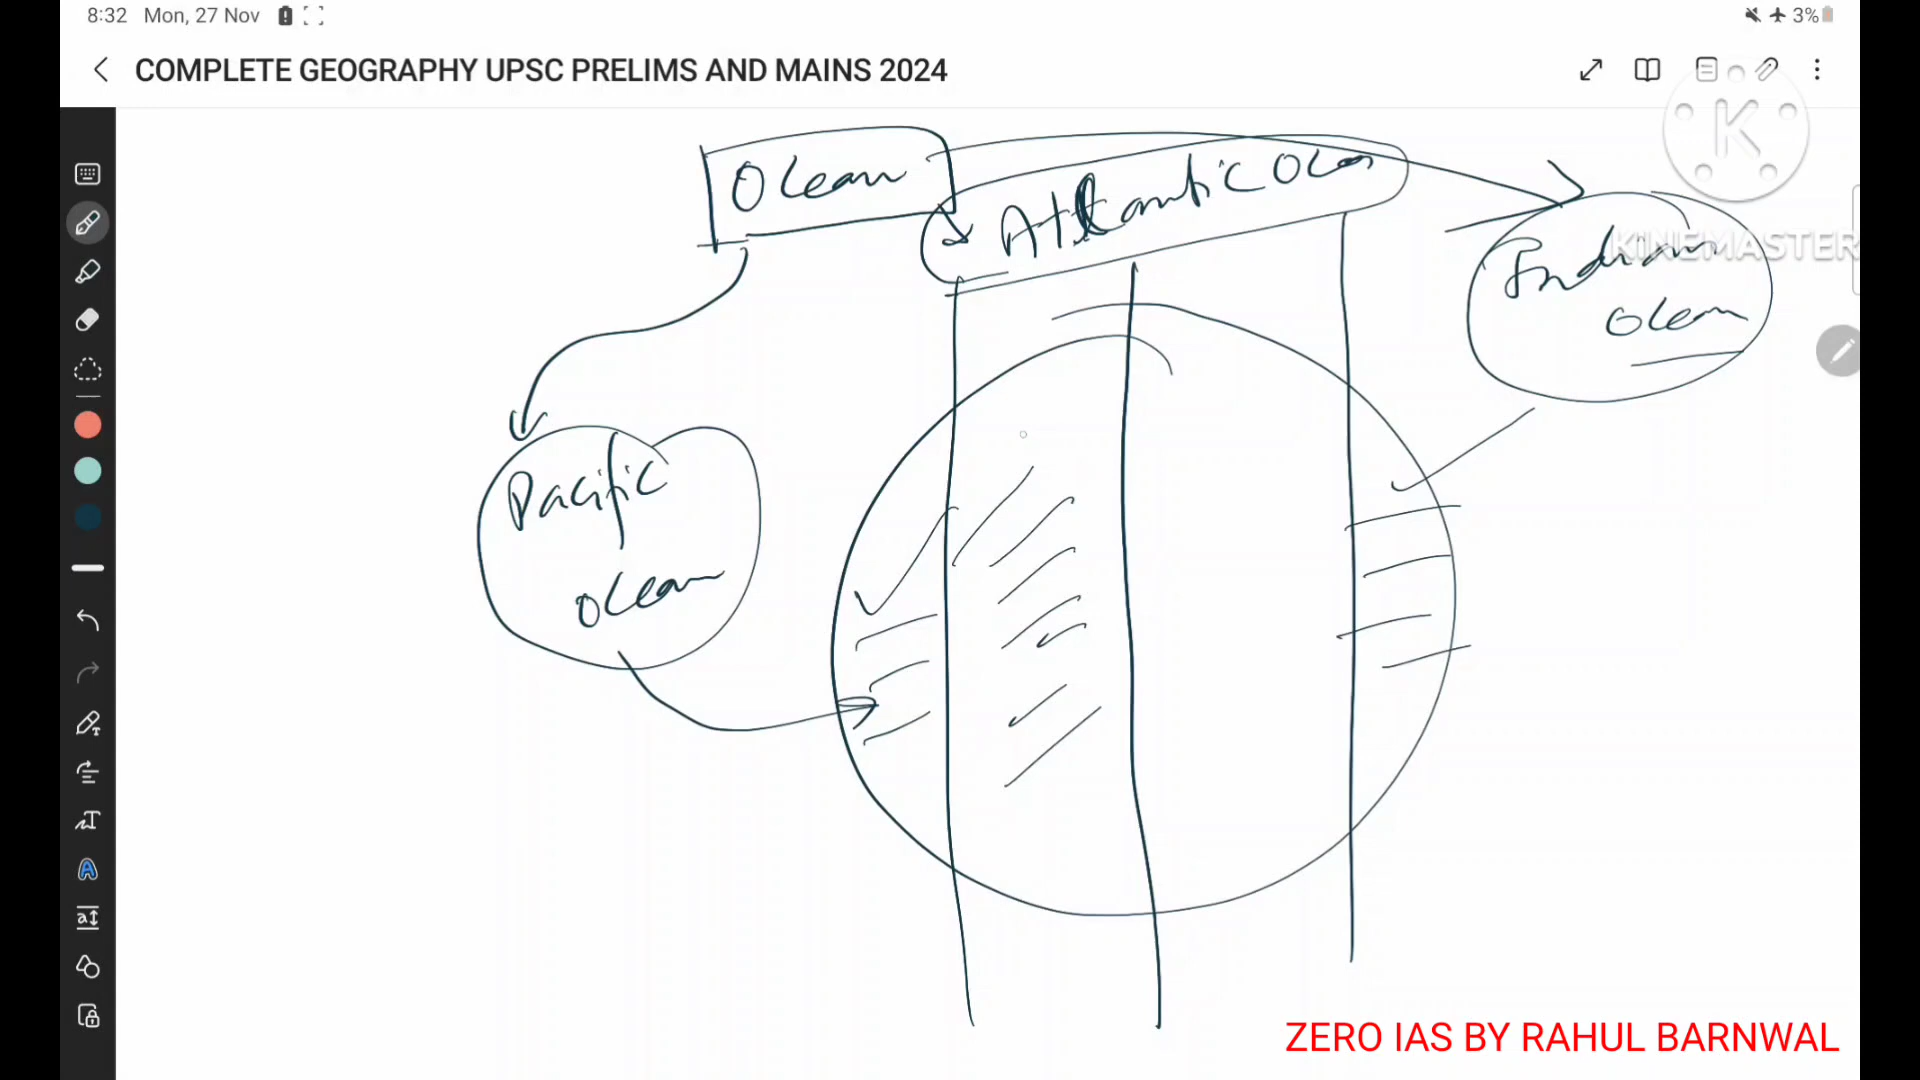 8:32 Mon, 27 Nov
3%
COMPLETE GEOGRAPHY UPSC PRELIMS AND MAINS 2024
K
KINEMASTER
Ocean
Atlantic Ocean
Indian
Ocean
Pacific
Ocean
ZERO IAS BY RAHUL BARNWAL